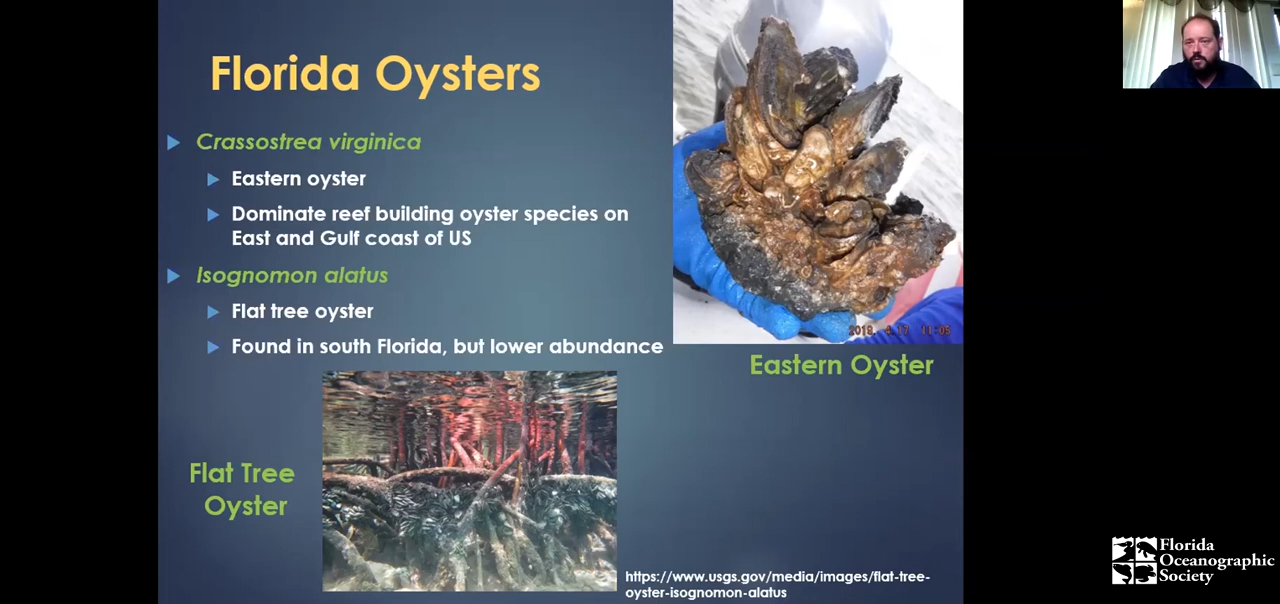 Florida Oysters
Crassostrea virginica
Eastern oyster
Dominate reef building oyster species on
East and Gulf coast of US
Isognomon alatus
Flat tree oyster
Found in south Florida, but lower abundance
2018. 4.17 11:05
Eastern Oyster
Flat Tree
Oyster
https://www.usgs.gov/media/images/flat-tree-
oyster-isognomon-alatus
Florida
Oceanographic
Society